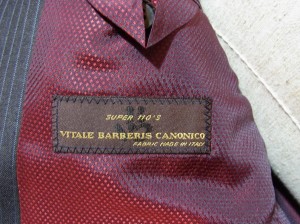 SUPER 110'S
VITALE BARBERIS CANONICO
FABRIC MADE IN ITALY